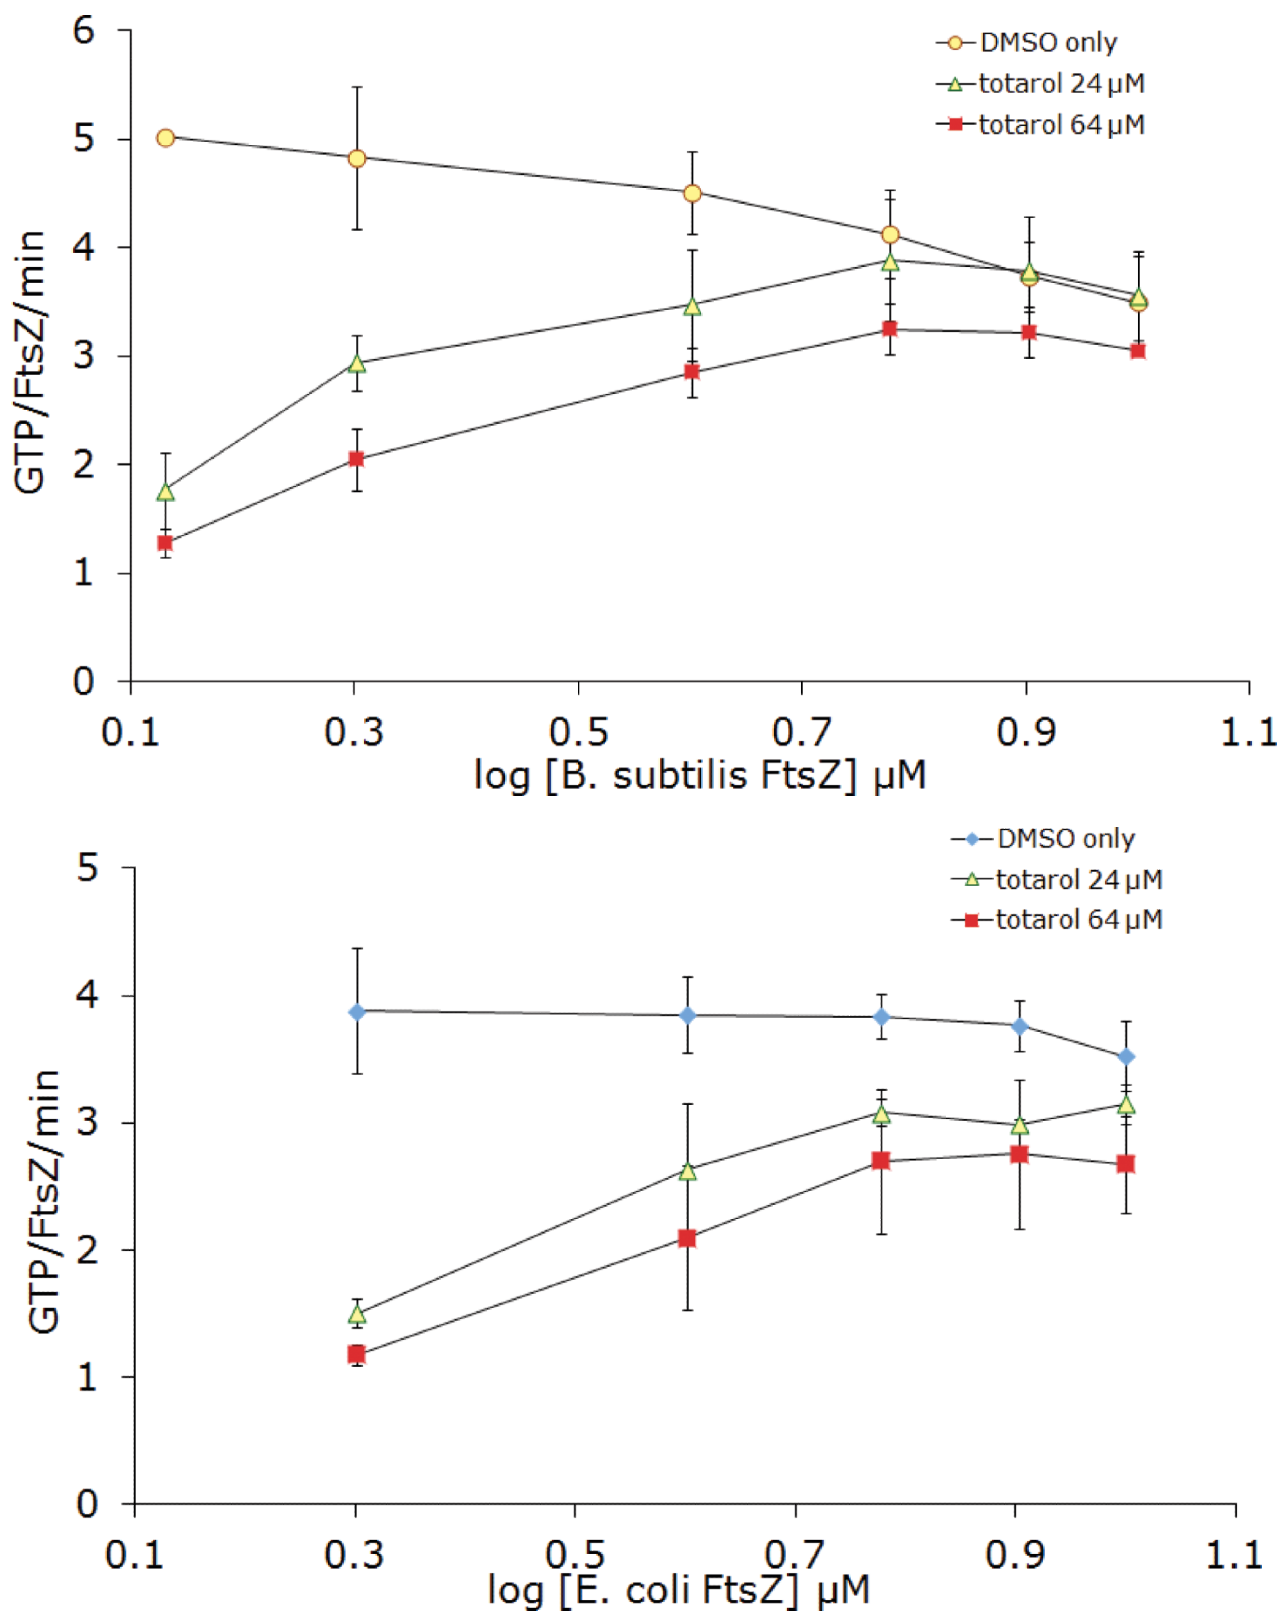 6
5
4
3
2
1
0
GTP/FtsZ/min
DMSO only
totarol 24 µM
totarol 64 µM
0.1 0.3 0.5 0.7 0.9 1.1
log [B. subtilis FtsZ] µM
5
4
3
2
1
0
GTP/FtsZ/min
DMSO only
totarol 24 µM
totarol 64 µM
0.1 0.3 0.5 0.7 0.9 1.1
log [E. coli FtsZ] µM